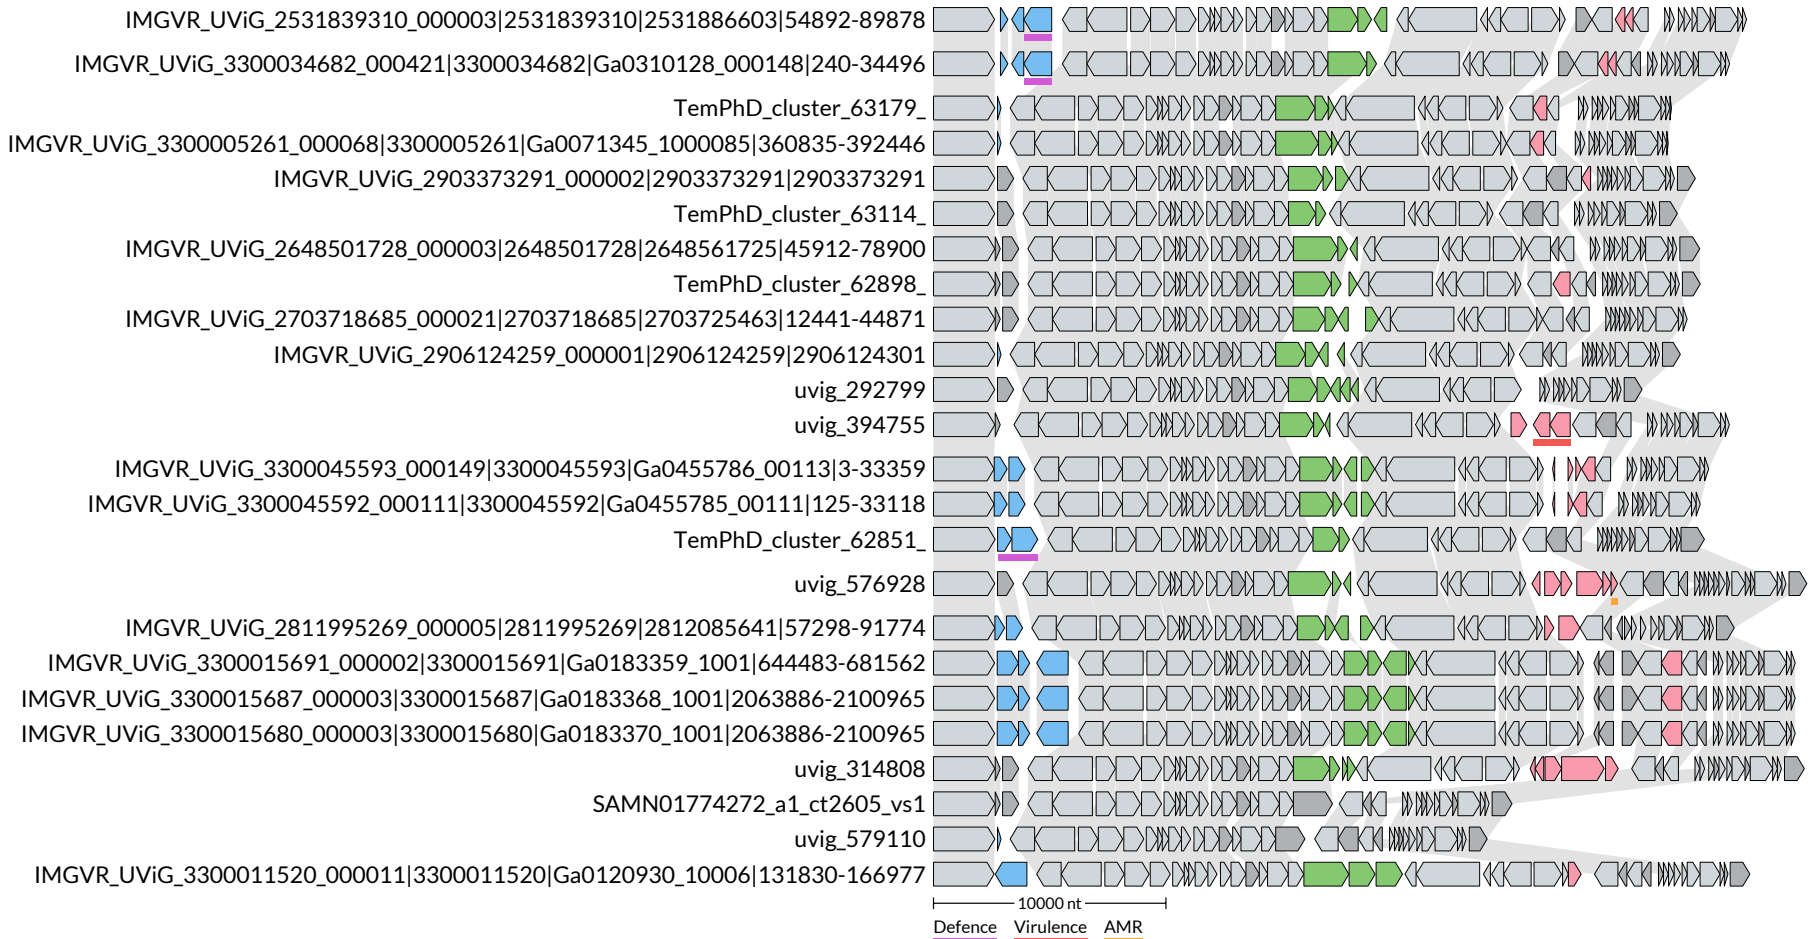 IMGVR_UViG_2531839310_000003|2531839310|2531886603|54892-89878
IMGVR_UViG_3300034682_000421|3300034682|Ga0310128_000148|240-34496
TemPhD_cluster_63179_
IMGVR_UViG_3300005261_000068|3300005261|Ga0071345_1000085|360835-392446
IMGVR_UViG_2903373291_000002|2903373291|2903373291
TemPhD_cluster_63114_
IMGVR_UViG_2648501728_000003|2648501728|2648561725|45912-78900
TemPhD_cluster_62898_
IMGVR_UViG_2703718685_000021|2703718685|2703725463|12441-44871
IMGVR_UViG_2906124259_000001|2906124259|2906124301
uvig_292799
uvig_394755
IMGVR_UViG_3300045593_000149|3300045593|Ga0455786_00113|3-33359
IMGVR_UViG_3300045592_000111|3300045592|Ga0455785_00111|125-33118
TemPhD_cluster_62851_
uvig_576928
IMGVR_UViG_2811995269_000005|2811995269|2812085641|57298-91774
IMGVR_UViG_3300015691_000002|3300015691|Ga0183359_1001|644483-681562
IMGVR_UViG_3300015687_000003|3300015687|Ga0183368_1001|2063886-2100965
IMGVR_UViG_3300015680_000003|3300015680|Ga0183370_1001|2063886-2100965
uvig_314808
SAMN01774272_a1_ct2605_vs1
uvig_579110
IMGVR_UViG_3300011520_000011|3300011520|Ga0120930_10006|131830-166977
10000 nt
Defence Virulence AMR